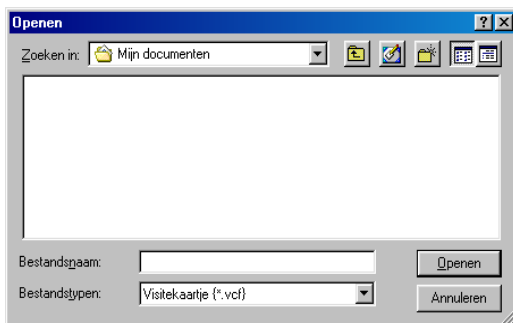 Openen
Zoeken in: Mijn documenten
Bestandsnaam: Openen
Bestandstypen: Visitekaartje {*.vcf} Annuleren